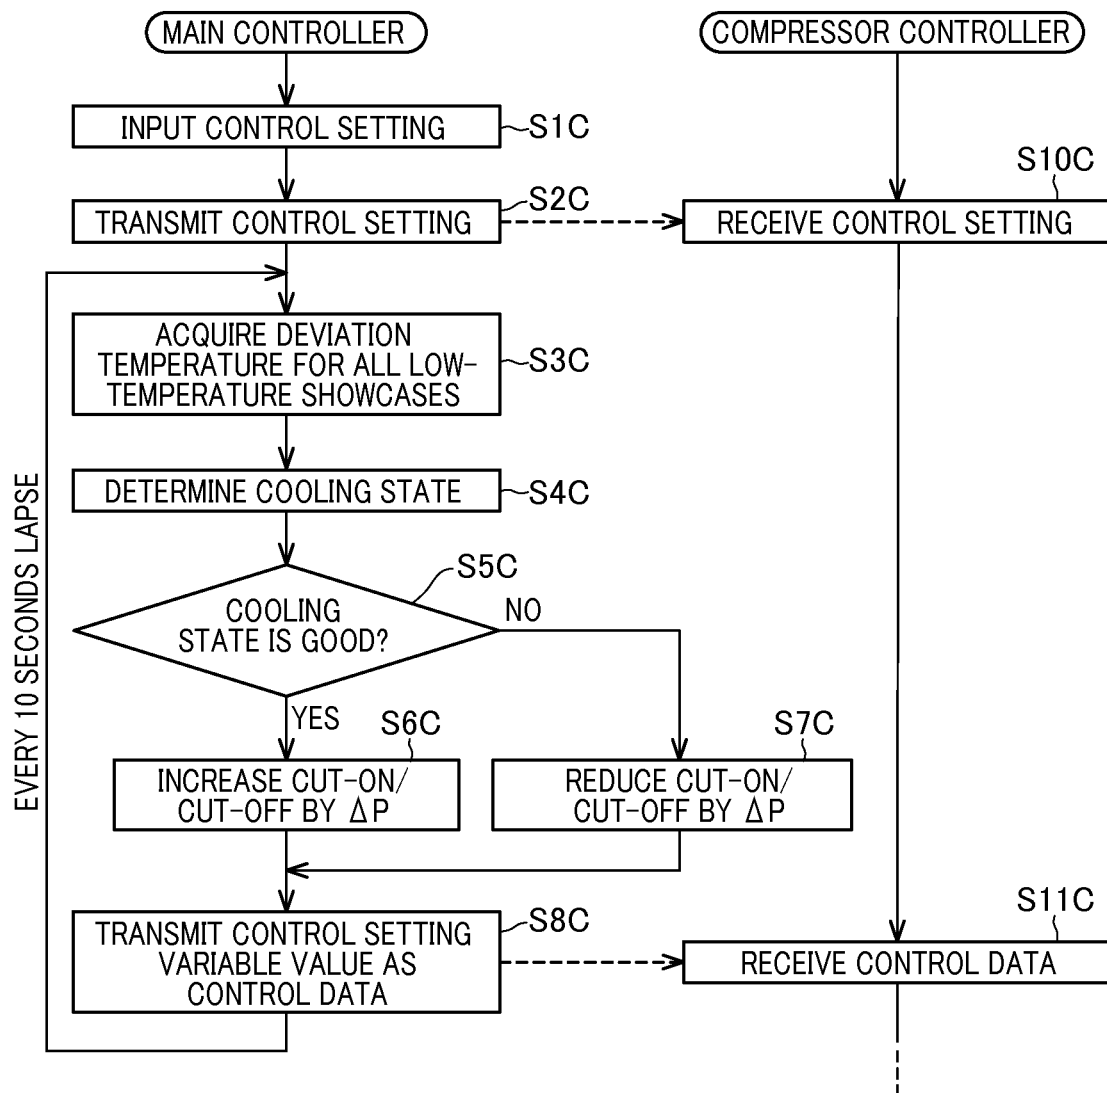 MAIN CONTROLLER
COMPRESSOR CONTROLLER
INPUT CONTROL SETTING
S1C
S10C
TRANSMIT CONTROL SETTING
S2C
RECEIVE CONTROL SETTING
ACQUIRE DEVIATION
TEMPERATURE FOR ALL LOW-
TEMPERATURE SHOWCASES
S3C
DETERMINE COOLING STATE
S4C
EVERY 10 SECONDS LAPSE
S5C
COOLING
STATE IS GOOD?
NO
YES
S6C
S7C
INCREASE CUT-ON/
CUT-OFF BY ΔP
REDUCE CUT-ON/
CUT-OFF BY ΔP
S8C
S11C
TRANSMIT CONTROL SETTING
VARIABLE VALUE AS
CONTROL DATA
RECEIVE CONTROL DATA